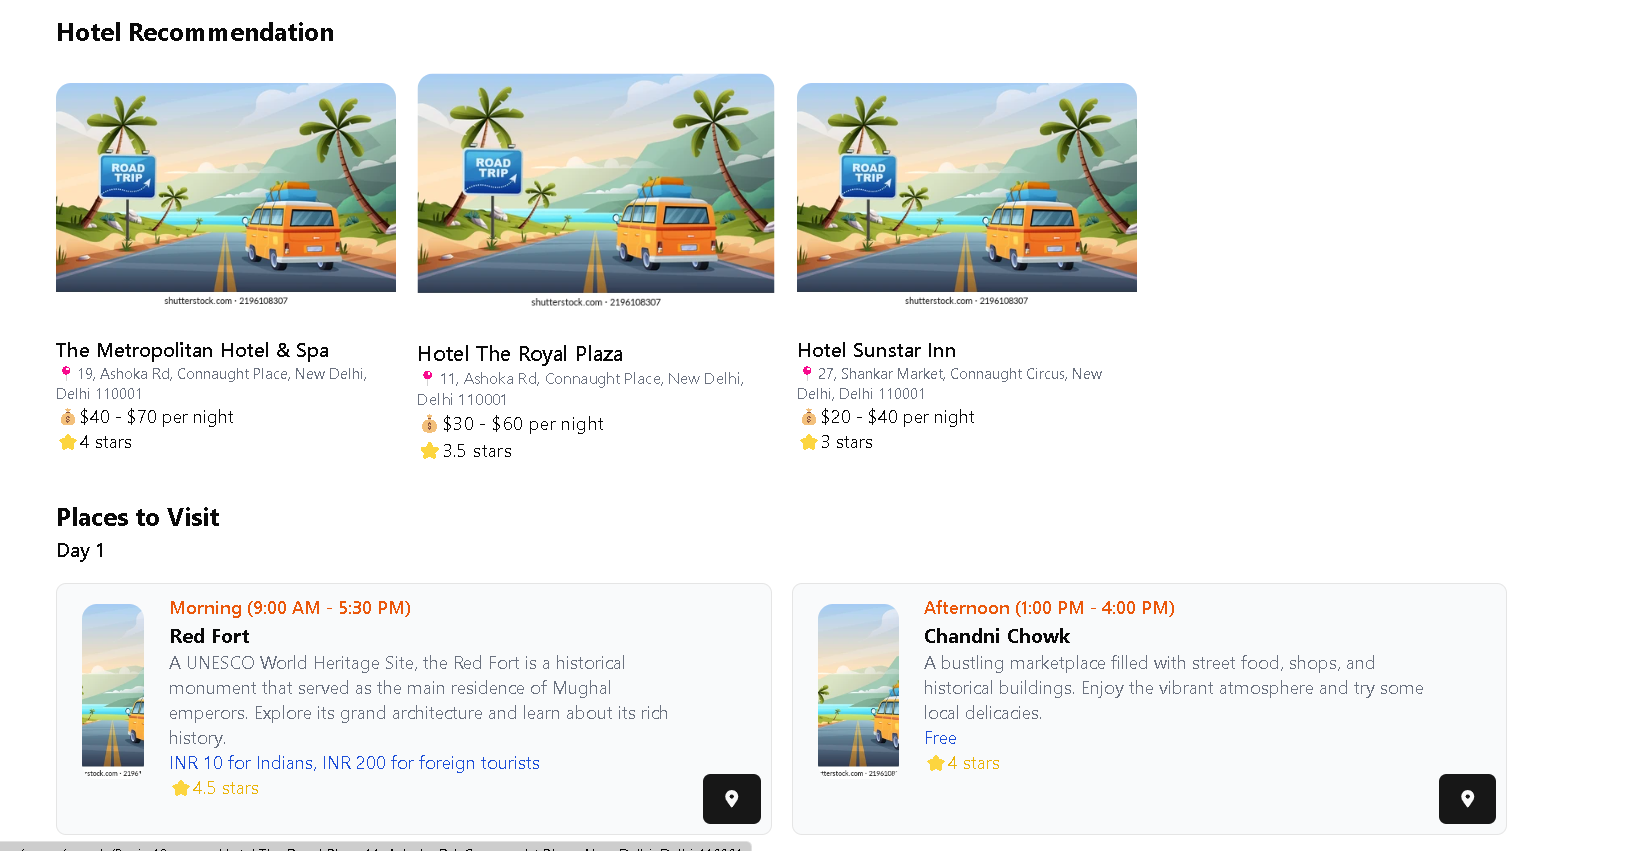 Hotel Recommendation
ROAD
TRIP
shutterstock.com · 2196108307
ROAD
TRIP
shutterstock.com · 2196108307
ROAD
TRIP
shutterstock.com · 2196108307
The Metropolitan Hotel & Spa
19, Ashoka Rd, Connaught Place, New Delhi,
Delhi 110001
$40 - $70 per night
4 stars
Hotel The Royal Plaza
11, Ashoka Rd, Connaught Place, New Delhi,
Delhi 110001
$30 - $60 per night
3.5 stars
Hotel Sunstar Inn
27, Shankar Market, Connaught Circus, New
Delhi, Delhi 110001
$20 - $40 per night
3 stars
Places to Visit
Day 1
Morning (9:00 AM - 5:30 PM)
Red Fort
A UNESCO World Heritage Site, the Red Fort is a historical
monument that served as the main residence of Mughal
emperors. Explore its grand architecture and learn about its rich
history.
INR 10 for Indians, INR 200 for foreign tourists
4.5 stars
stock.com · 2196
Afternoon (1:00 PM - 4:00 PM)
Chandni Chowk
A bustling marketplace filled with street food, shops, and
historical buildings. Enjoy the vibrant atmosphere and try some
local delicacies.
Free
4 stars
tterstock.com · 219610